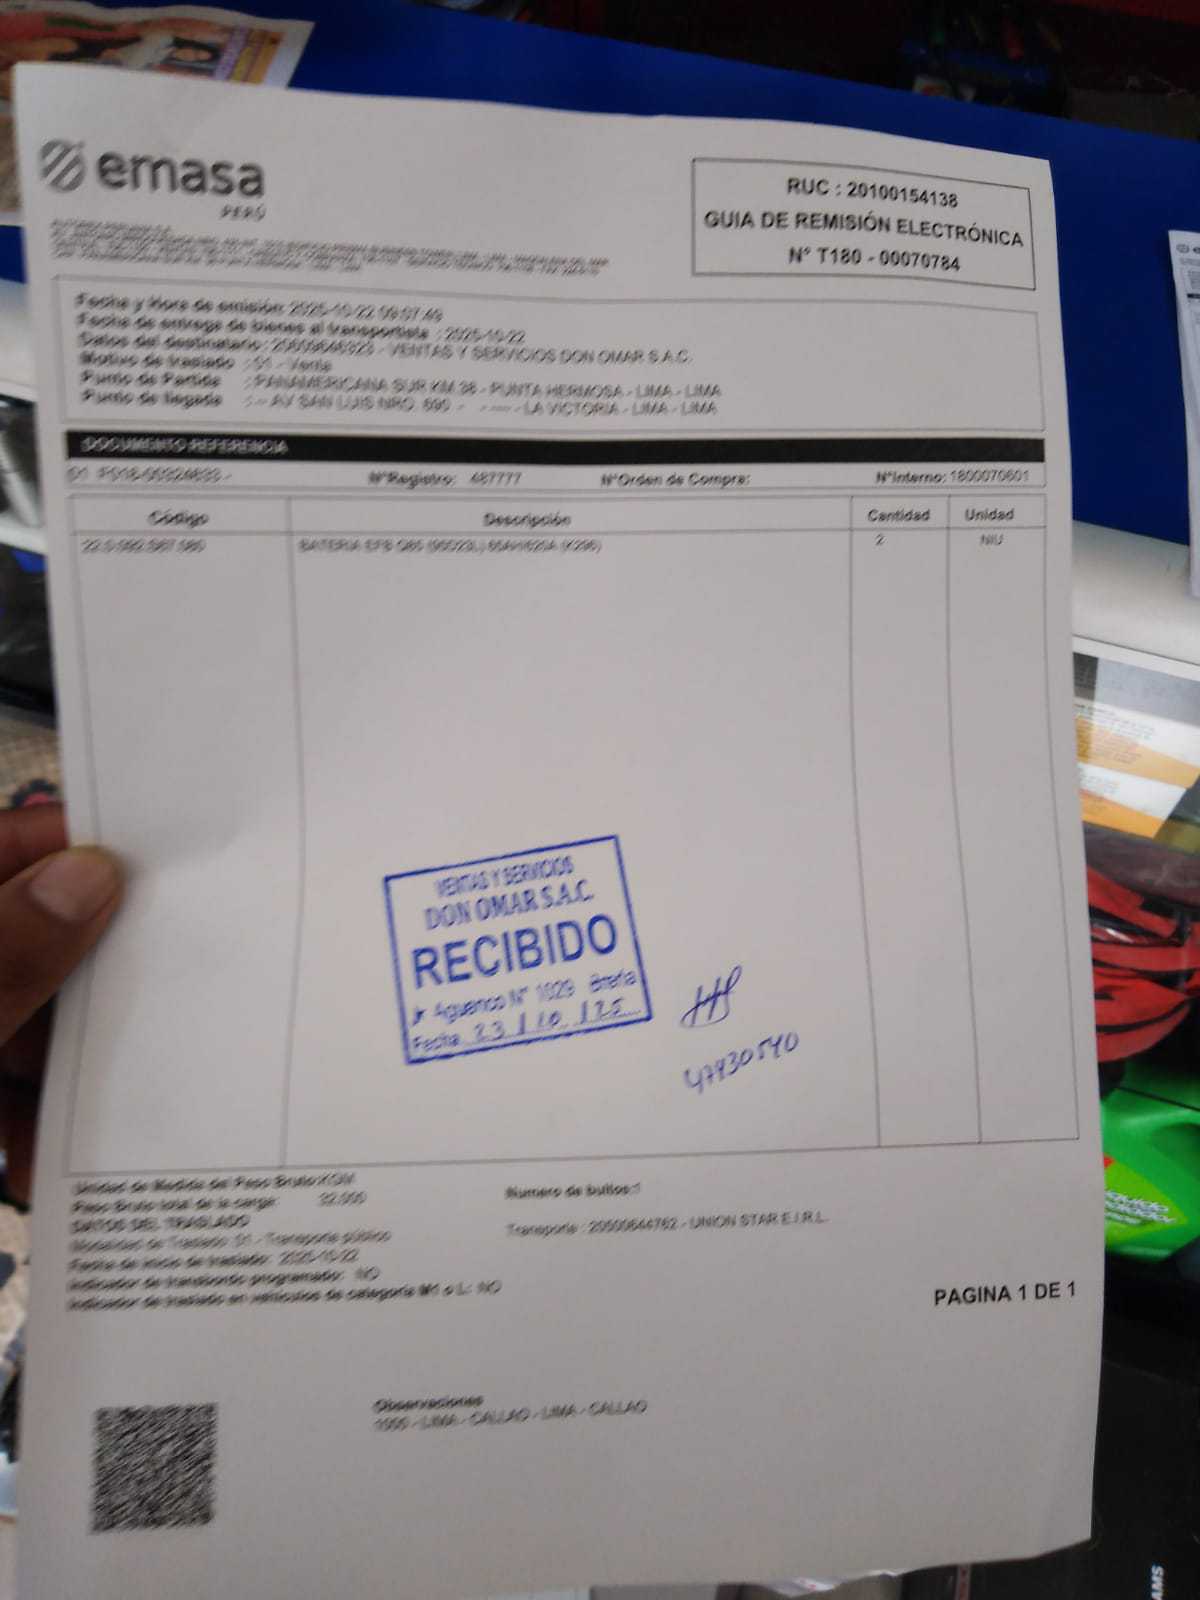 emasa
PERÚ
RUC : 20100154138
GUIA DE REMISIÓN ELECTRÓNICA
N° T180 - 00070784
Fecha y Hora de emisión: 2025-10-22 09:07:49
Fecha de entrega de bienes al transportista : 2025-10-22
Datos del destinatario : - VENTAS Y SERVICIOS DON OMAR S.A.C.
Motivo de traslado : 01 - Venta
Punto de Partida : PANAMERICANA SUR KM.38 - PUNTA HERMOSA - LIMA - LIMA
Punto de llegada : -- AV SAN LUIS NRO. - ---- - LA VICTORIA - LIMA - LIMA
DOCUMENTO REFERENCIA
01 N°Registro: 487777 N°Orden de Compra: N°Interno: 1800070601
Código Descripción Cantidad Unidad
BATERIA EFB 2 NIU
VENTAS Y SERVICIOS
DON OMAR S.A.C.
RECIBIDO
Jr. Aguarico N° 1029 Breña
Fecha 23 / 10 / 25
47430540
Unidad de Medida del Peso Bruto:KGM
Peso Bruto total de la carga: 32.000 Numero de bultos:1
DATOS DEL TRASLADO
Modalidad de Traslado: 01 - Transporte público Transporte : 20500644762 - UNION STAR E.I.R.L.
Fecha de inicio de traslado: 2025-10-22
Indicador de transbordo programado: NO
Indicador de traslado en vehículos de categoría M1 o L: NO
PAGINA 1 DE 1
Observaciones
1000 - LIMA - CALLAO - LIMA - CALLAO